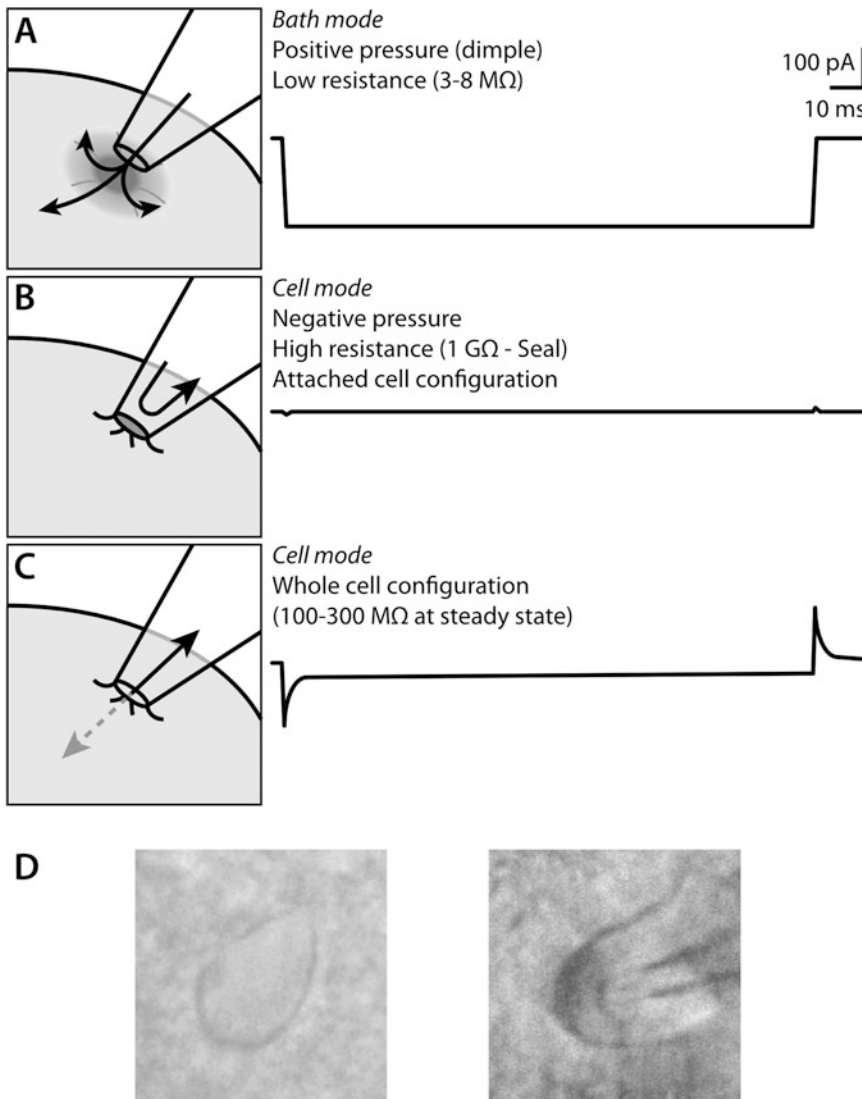 A
Bath mode
Positive pressure (dimple)
Low resistance (3-8 MΩ)
100 pA
10 ms
B
Cell mode
Negative pressure
High resistance (1 GΩ - Seal)
Attached cell configuration
C
Cell mode
Whole cell configuration
(100-300 MΩ at steady state)
D